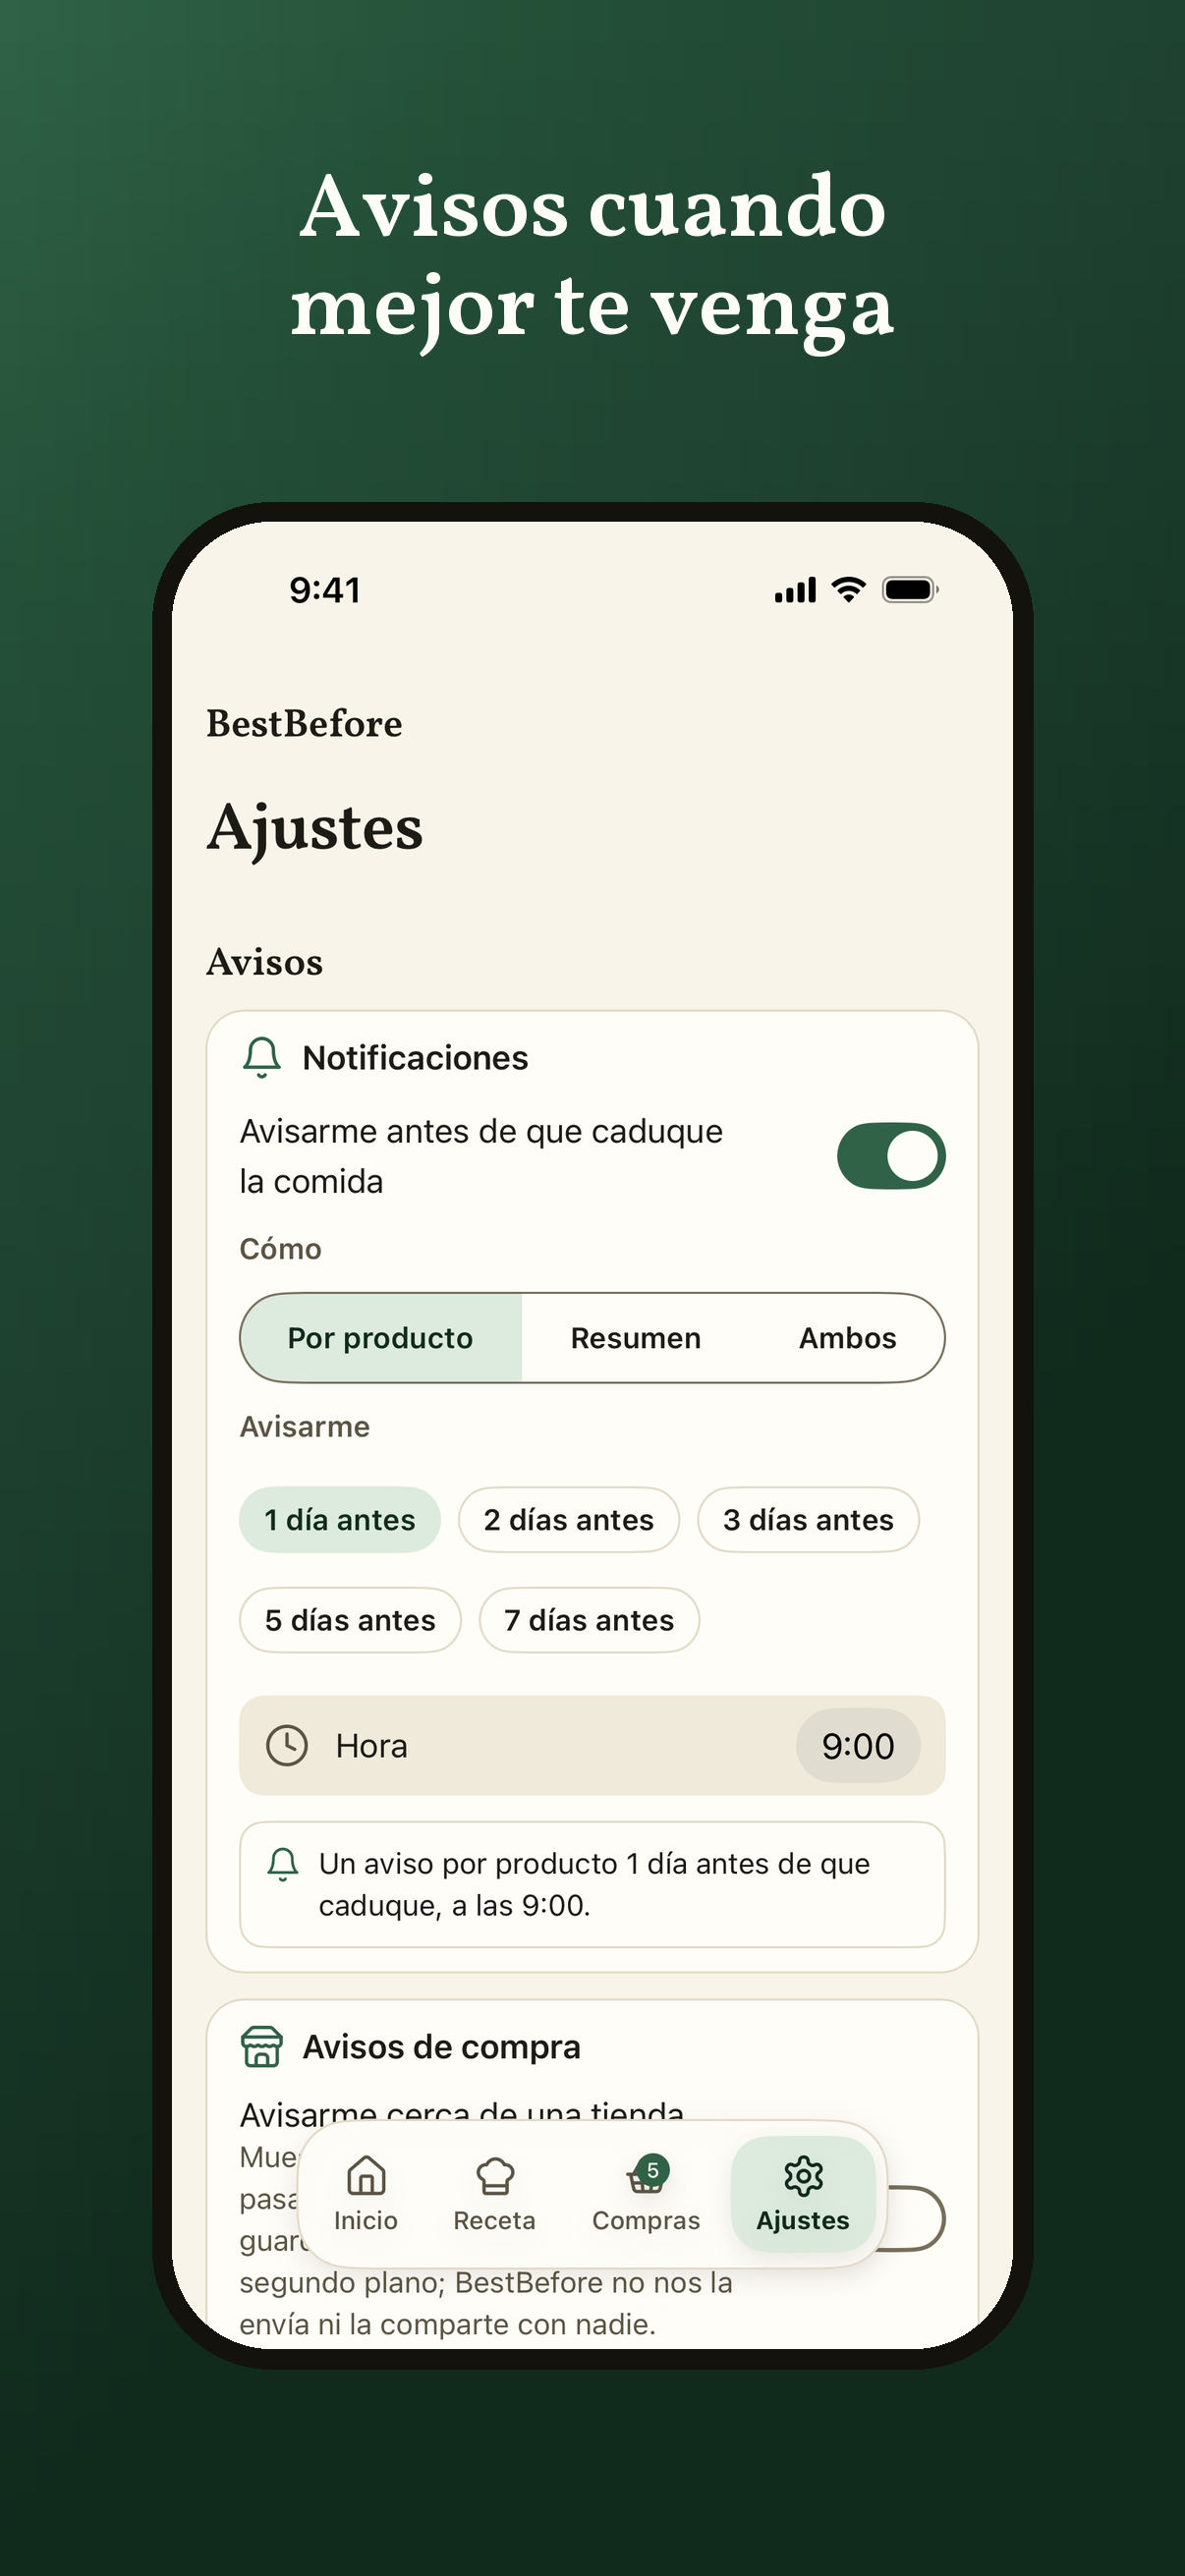 Avisos cuando
mejor te venga
9:41
BestBefore
Ajustes
Avisos
Notificaciones
Avisarme antes de que caduque
la comida
Cómo
Por producto Resumen Ambos
Avisarme
1 día antes 2 días antes 3 días antes
5 días antes 7 días antes
Hora 9:00
Un aviso por producto 1 día antes de que
caduque, a las 9:00.
Avisos de compra
Avisarme cerca de una tienda
5
Inicio Receta Compras Ajustes
segundo plano; BestBefore no nos la
envía ni la comparte con nadie.